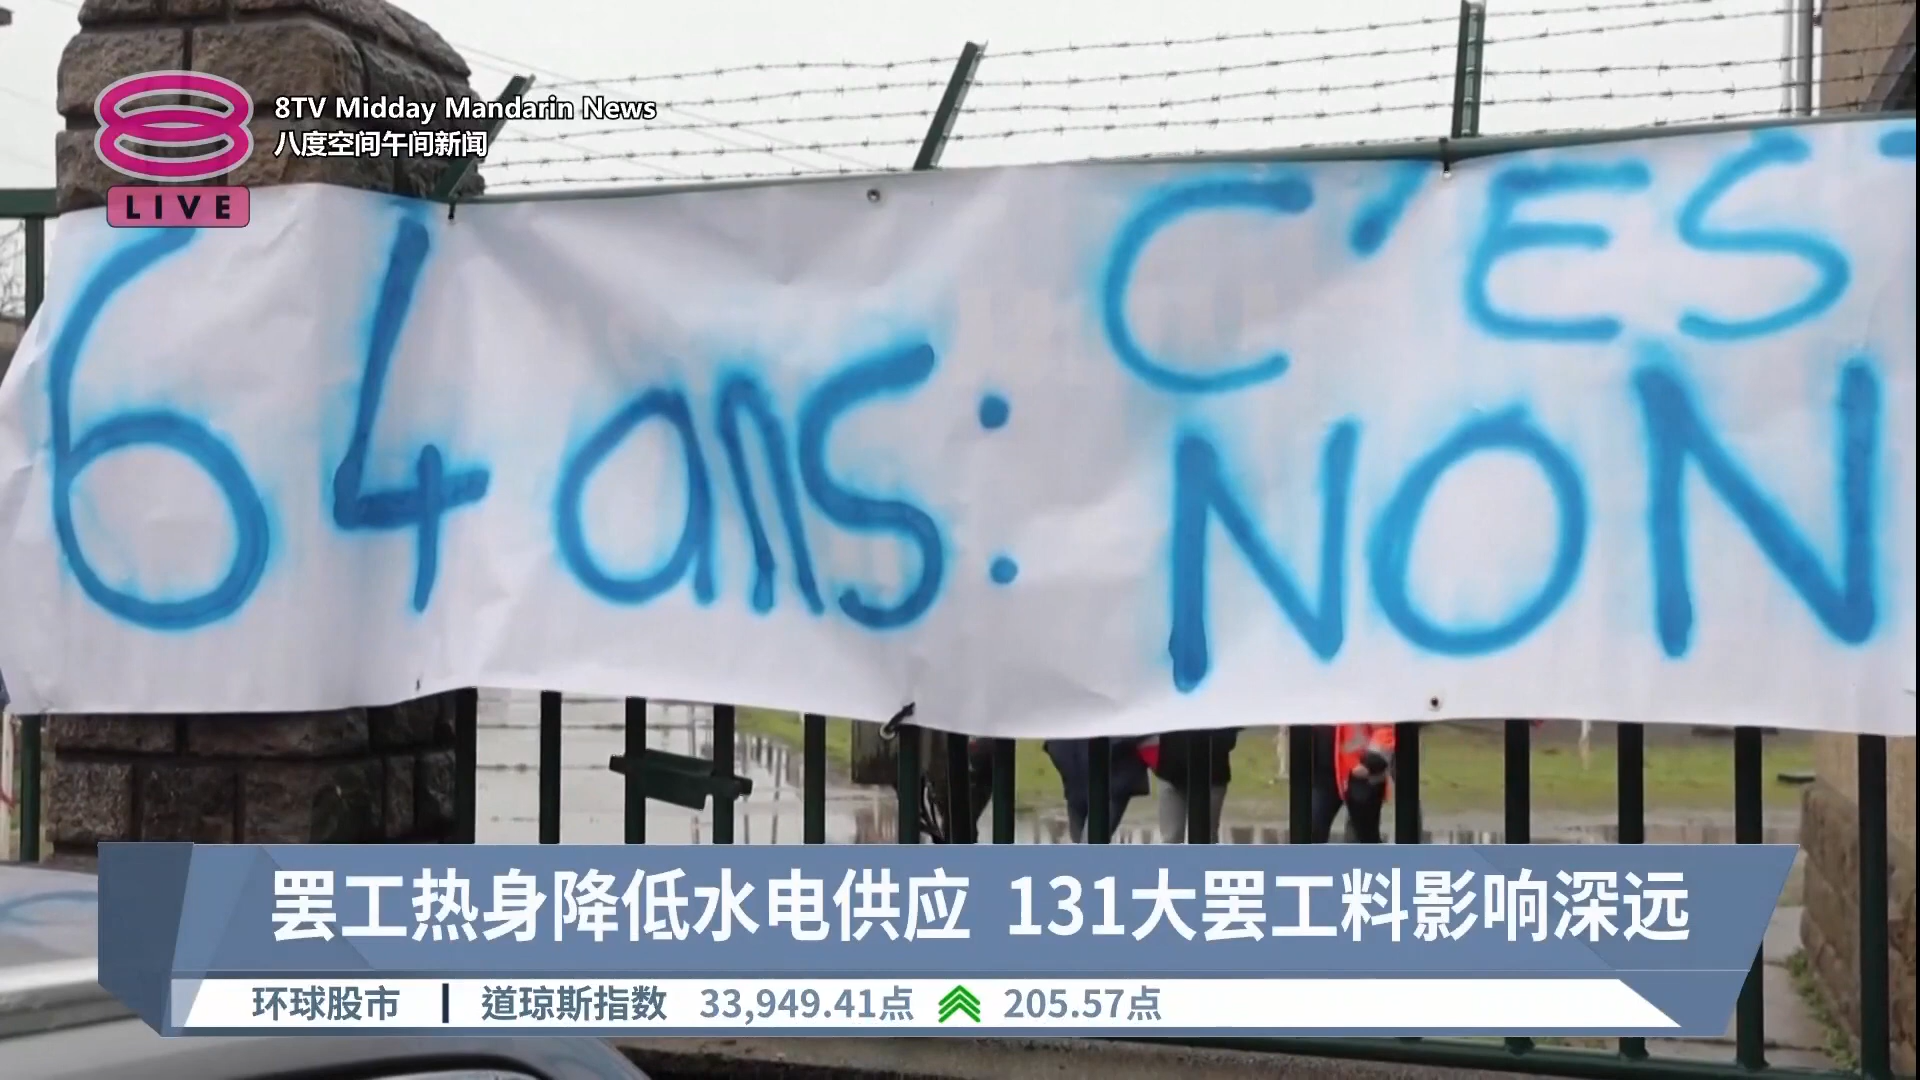 8TV Midday Mandarin News
八度空间午间新闻
LIVE
64 ans : C'EST
NON
罢工热身降低水电供应 131大罢工料影响深远
环球股市 | 道琼斯指数 33,949.41点 205.57点